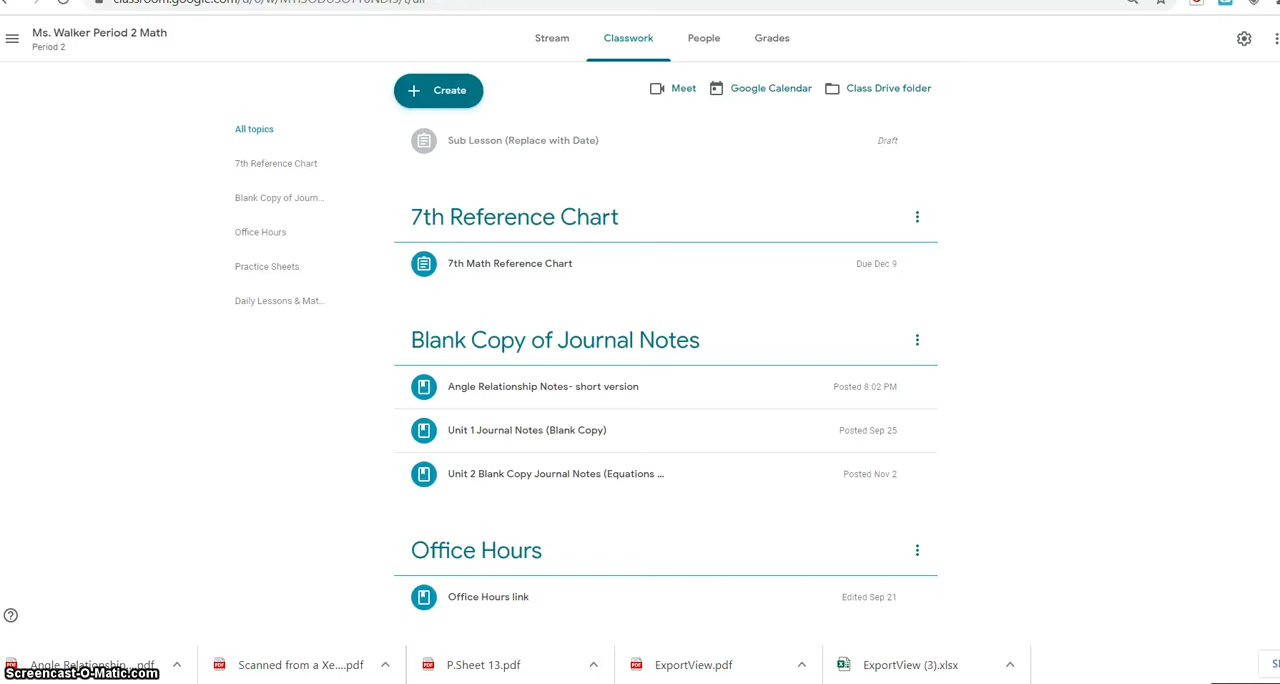 Ms. Walker Period 2 Math
Period 2
Stream
Classwork
People
Grades
Create
Meet
Google Calendar
Class Drive folder
All topics
7th Reference Chart
Blank Copy of Journ...
Office Hours
Practice Sheets
Daily Lessons & Mat...
Sub Lesson (Replace with Date)
Draft
7th Reference Chart
7th Math Reference Chart
Due Dec 9
Blank Copy of Journal Notes
Angle Relationship Notes- short version
Posted 8:02 PM
Unit 1 Journal Notes (Blank Copy)
Posted Sep 25
Unit 2 Blank Copy Journal Notes (Equations ...
Posted Nov 2
Office Hours
Office Hours link
Edited Sep 21
Angle Relationship....pdf
Scanned from a Xe....pdf
P.Sheet 13.pdf
ExportView.pdf
ExportView (3).xlsx
Screencast-O-Matic.com